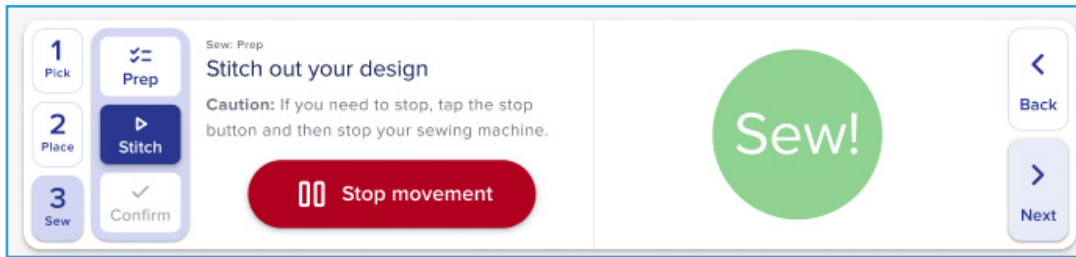 1
Pick
2
Place
3
Sew
Prep
Stitch
Confirm
Sew: Prep
Stitch out your design
Caution: If you need to stop, tap the stop
button and then stop your sewing machine.
Stop movement
Sew!
Back
Next